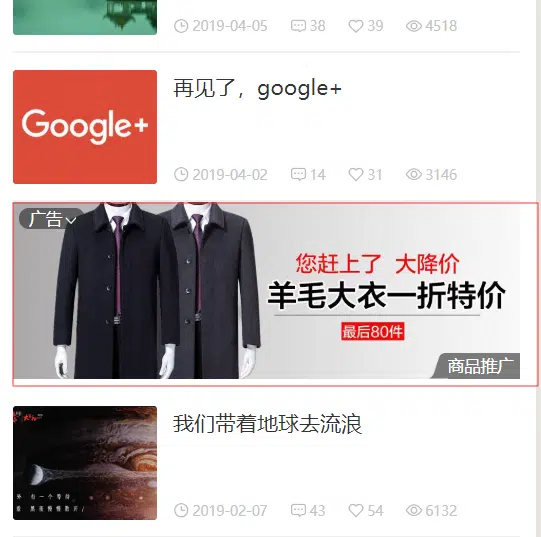 2019-04-05 38 39 4518
再见了，google+
Google+
2019-04-02 14 31 3146
广告
您赶上了 大降价
羊毛大衣一折特价
最后80件
商品推广
我们带着地球去流浪
2019-02-07 43 54 6132